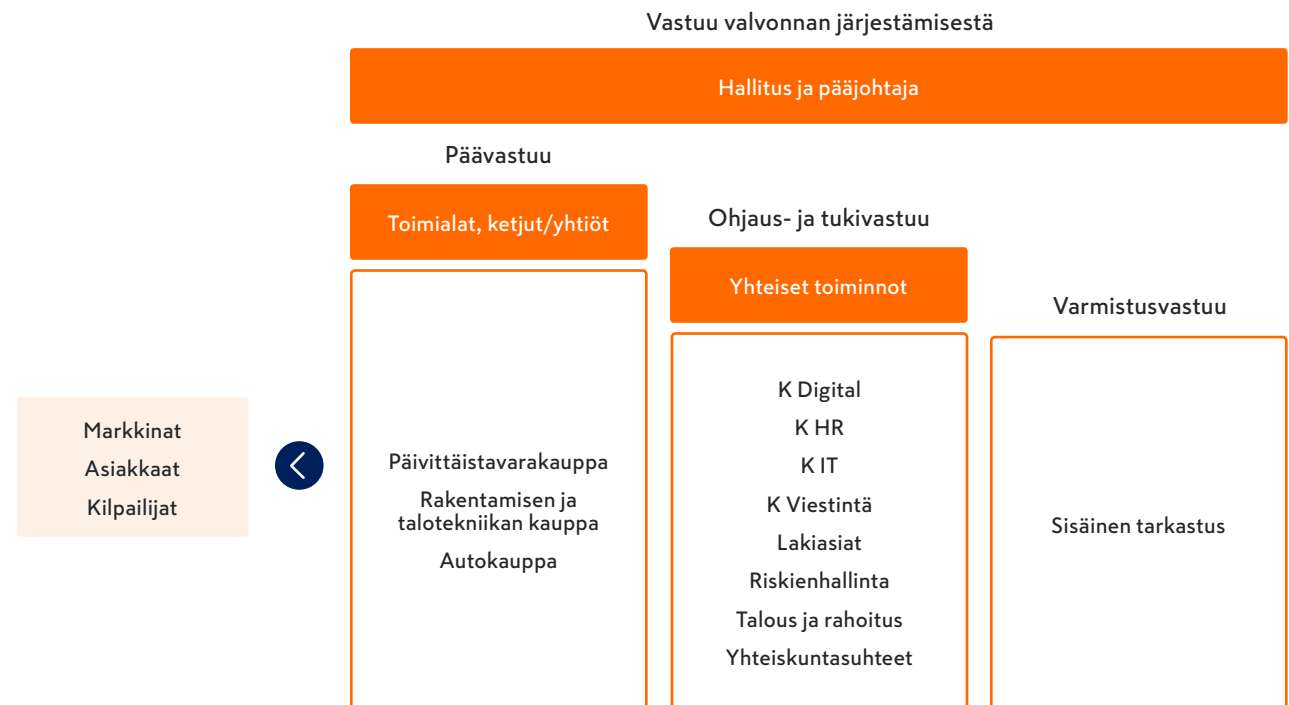 Vastuu valvonnan järjestämisestä
Hallitus ja pääjohtaja
Päävastuu
Toimialat, ketjut/yhtiöt
Ohjaus- ja tukivastuu
Yhteiset toiminnot
Varmistusvastuu
Markkinat
Asiakkaat
Kilpailijat
Päivittäistavarakauppa
Rakentamisen ja
talotekniikan kauppa
Autokauppa
K Digital
K HR
K IT
K Viestintä
Lakiasiat
Riskienhallinta
Talous ja rahoitus
Yhteiskuntasuhteet
Sisäinen tarkastus